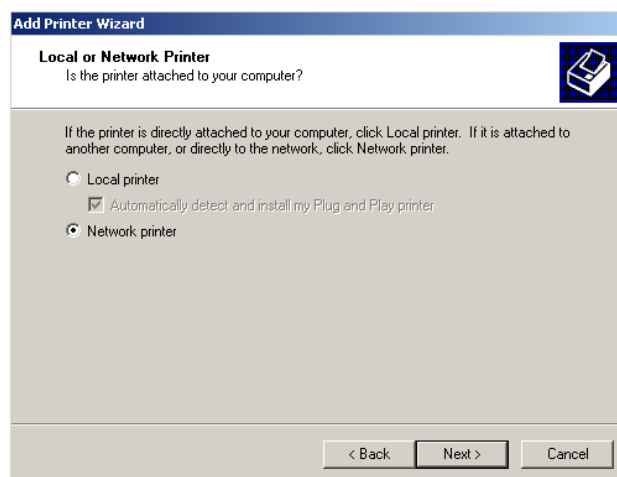 Add Printer Wizard
Local or Network Printer
Is the printer attached to your computer?
If the printer is directly attached to your computer, click Local printer. If it is attached to
another computer, or directly to the network, click Network printer.
Local printer
Automatically detect and install my Plug and Play printer
Network printer
< Back Next > Cancel